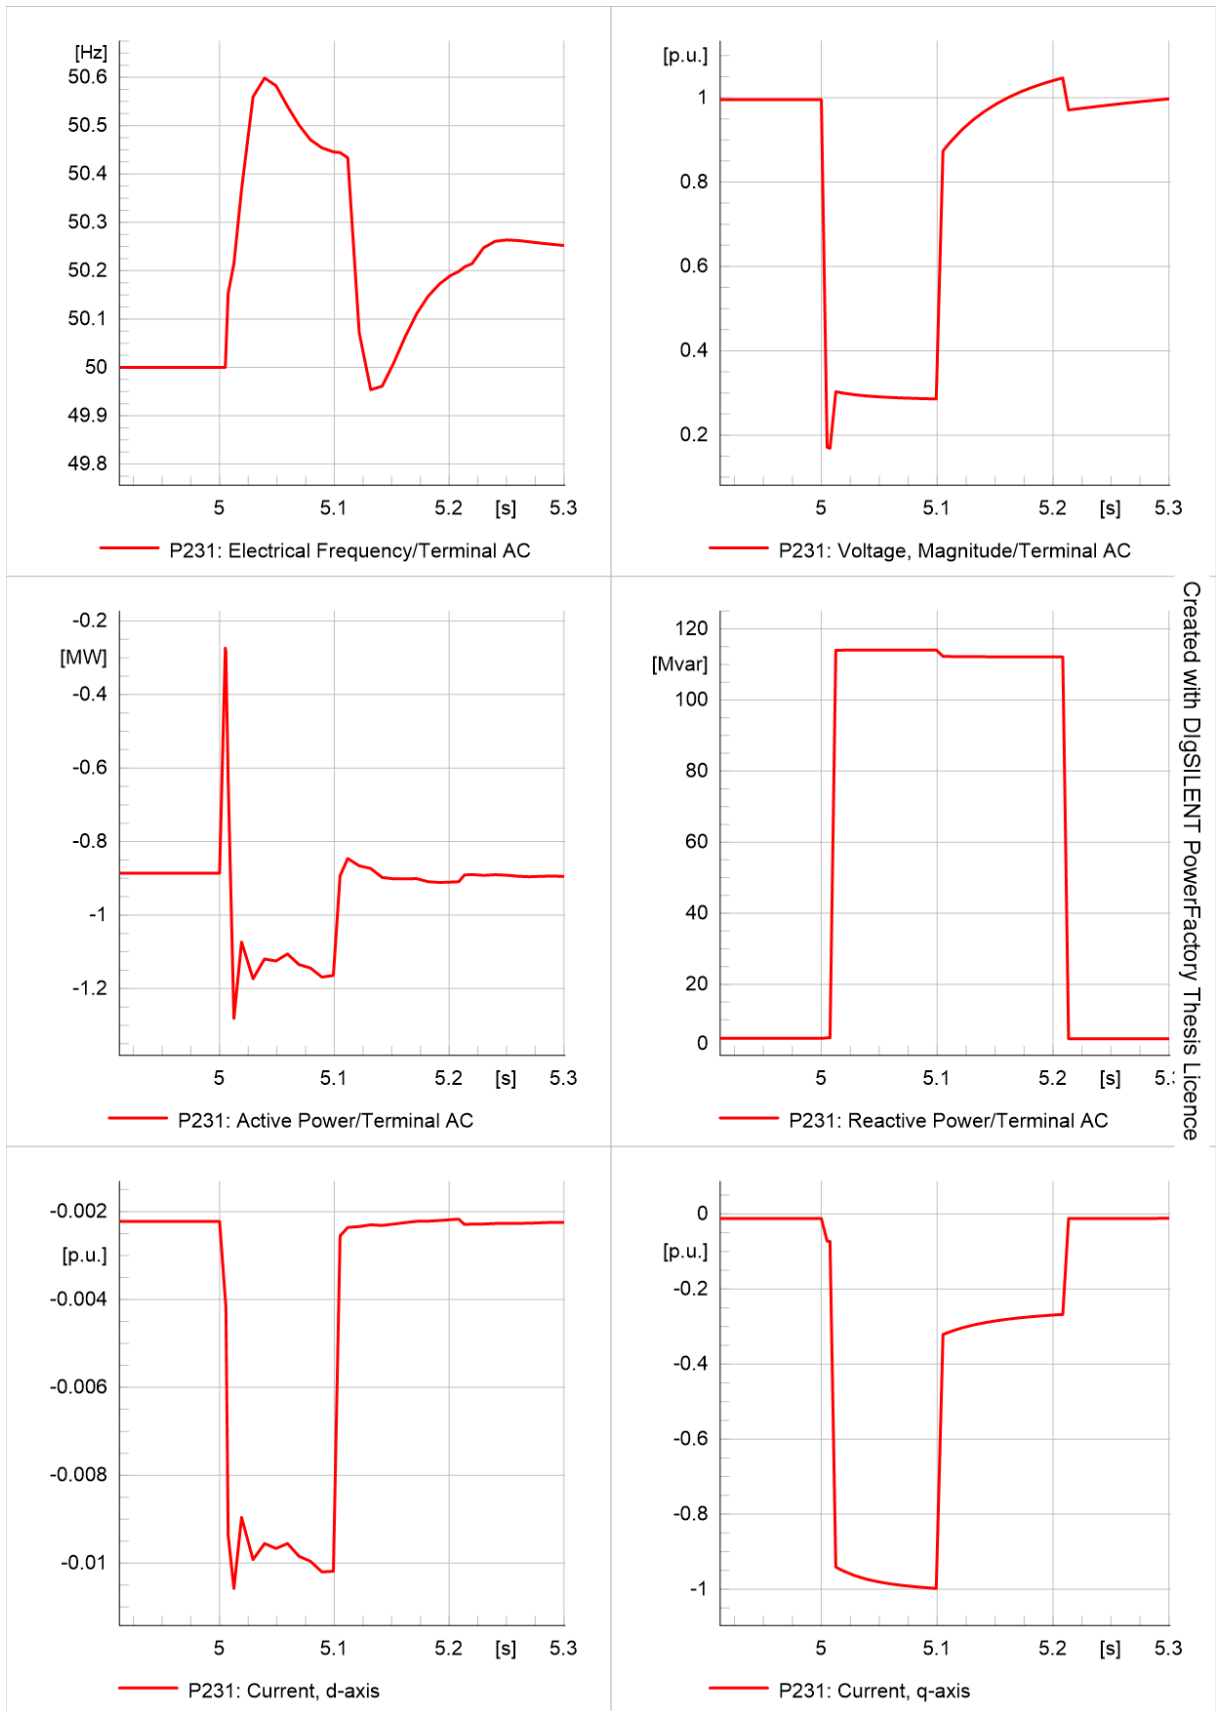 [Hz]
50.6
50.5
50.4
50.3
50.2
50.1
50
49.9
49.8
5 5.1 5.2 [s] 5.3
P231: Electrical Frequency/Terminal AC
[p.u.]
1
0.8
0.6
0.4
0.2
5 5.1 5.2 [s] 5.3
P231: Voltage, Magnitude/Terminal AC
-0.2
[MW]
-0.4
-0.6
-0.8
-1
-1.2
5 5.1 5.2 [s] 5.3
P231: Active Power/Terminal AC
120
[Mvar]
100
80
60
40
20
0
5 5.1 5.2 [s] 5.
P231: Reactive Power/Terminal AC
-0.002
[p.u.]
-0.004
-0.006
-0.008
-0.01
5 5.1 5.2 [s] 5.3
P231: Current, d-axis
0
[p.u.]
-0.2
-0.4
-0.6
-0.8
-1
5 5.1 5.2 [s] 5.3
P231: Current, q-axis
Created with DIgSILENT PowerFactory Thesis Licence